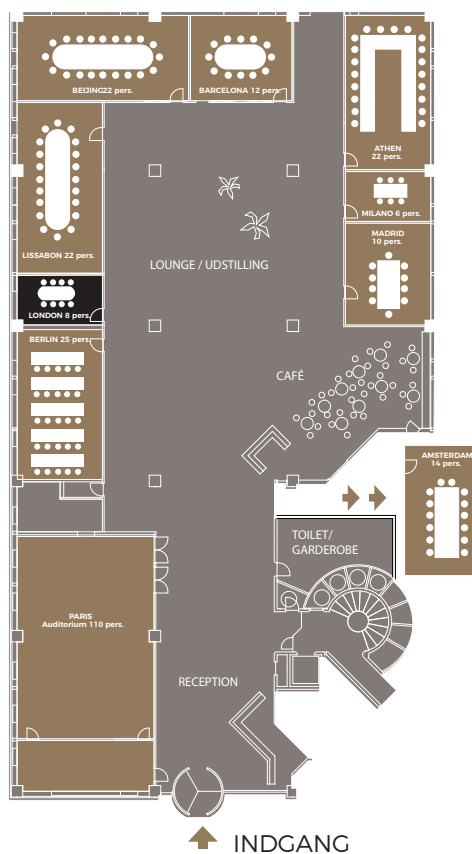 BEIJING22 pers.
BARCELONA 12 pers.
ATHEN
22 pers.
MILANO 6 pers.
MADRID
10 pers.
LISSABON 22 pers.
LOUNGE / UDSTILLING
LONDON 8 pers.
BERLIN 25 pers.
CAFÉ
AMSTERDAM
14 pers.
TOILET/
GARDEROBE
PARIS
Auditorium 110 pers.
RECEPTION
INDGANG